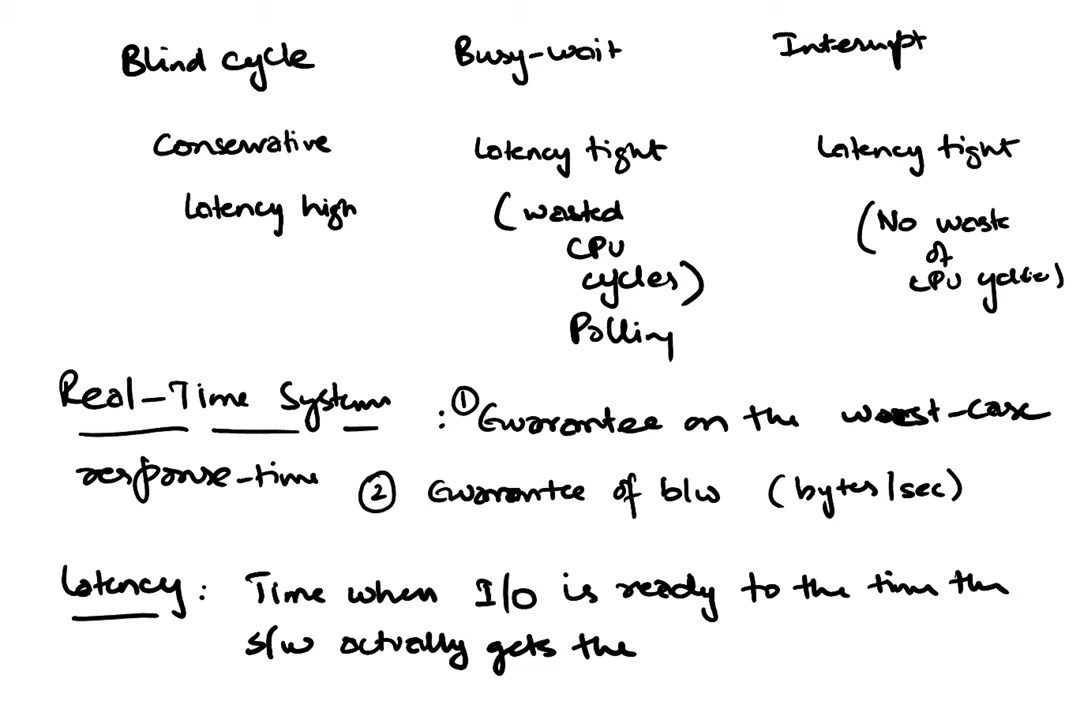 Blind cycle Busy-wait Interrupt
Conservative Latency tight Latency tight
Latency high (wasted (No waste
CPU of
cycles) CPU cycles)
Polling
Real-Time Systems : ① Guarantee on the worst-case
response-time ② Guarantee of b/w (bytes/sec)
Latency : Time when I/O is ready to the time the
s/w actually gets the